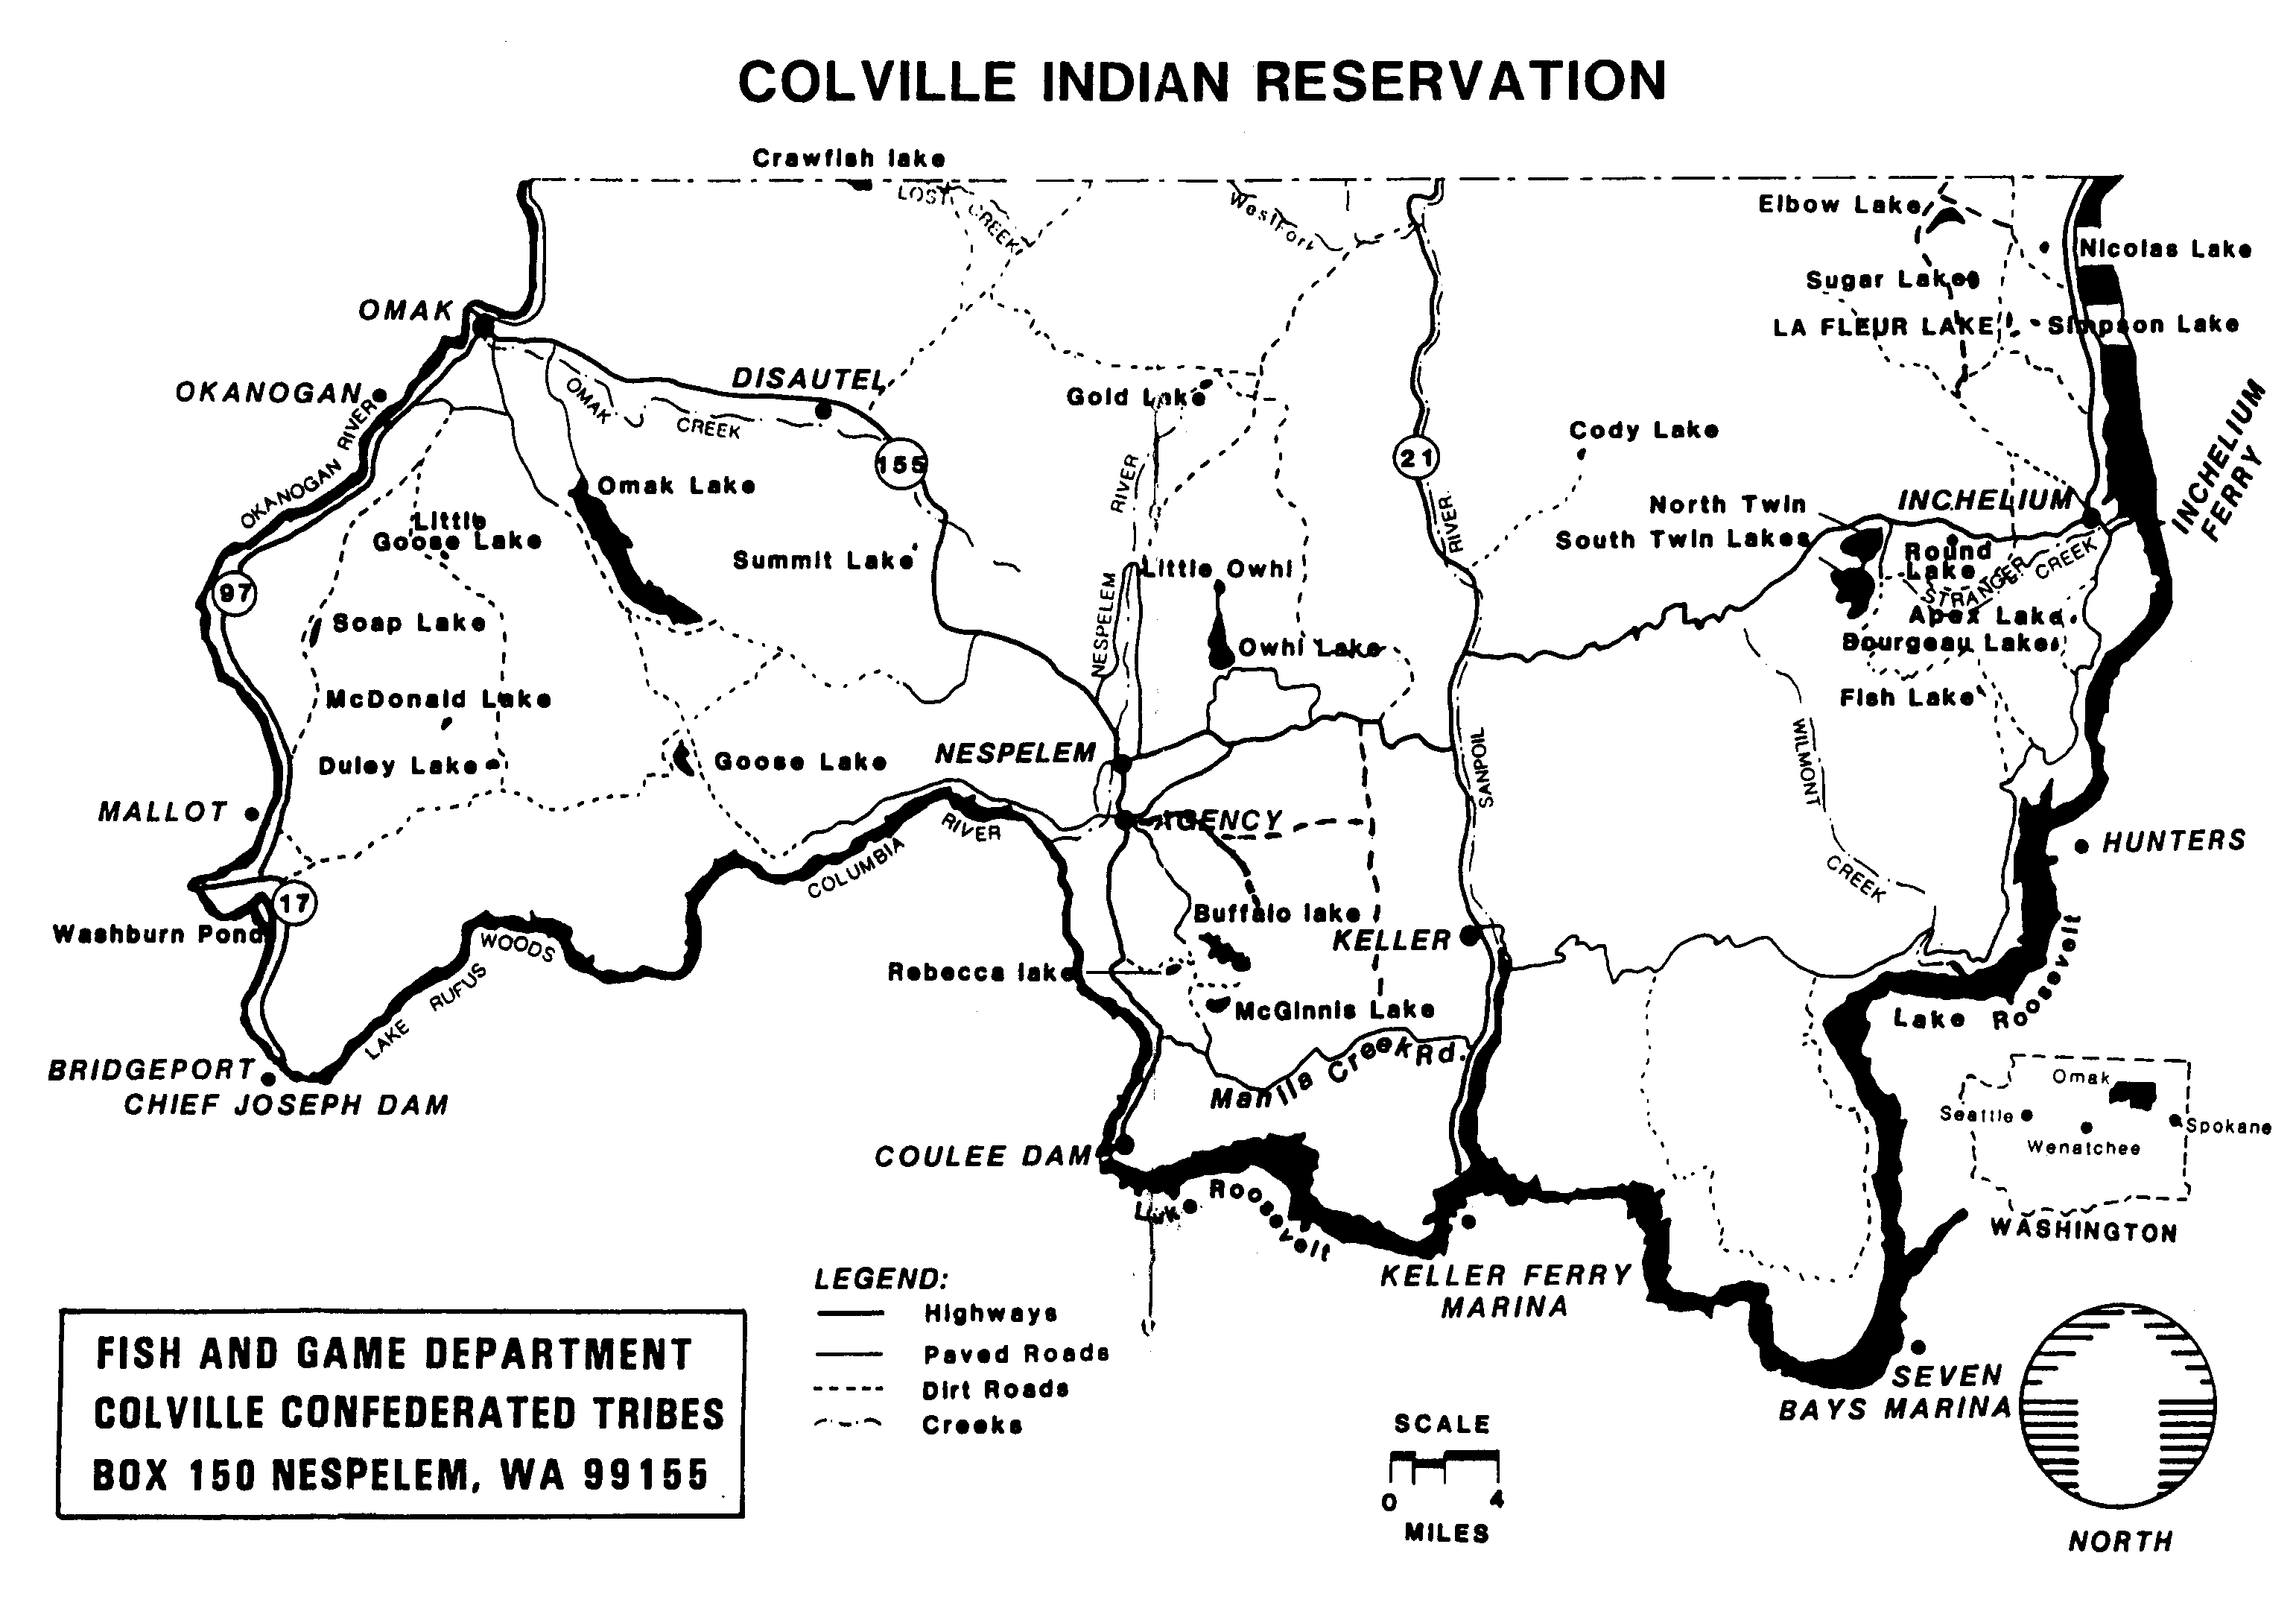 COLVILLE INDIAN RESERVATION
Crawfish lake
LOST CREEK
WestFork
Elbow Lake
Nicolas Lake
Sugar Lake
LA FLEUR LAKE
Simpson Lake
OMAK
OKANOGAN
OKANOGAN RIVER
DISAUTEL
OMAK CREEK
155
Gold Lake
21
Cody Lake
INCHELIUM FERRY
Omak Lake
North Twin
South Twin Lakes
INCHELIUM
Little
Goose Lake
Summit Lake
NESPELEM RIVER
Little Owhi
Owhi Lake
SANPOIL RIVER
Round
Lake
STRANGER CREEK
Apex Lake
Bourgeau Lake
Fish Lake
97
Soap Lake
McDonald Lake
Duley Lake
Goose Lake
NESPELEM
AGENCY
WILMONT CREEK
MALLOT
HUNTERS
COLUMBIA RIVER
17
Washburn Pond
LAKE RUFUS WOODS
Buffalo lake
KELLER
Rebecca lake
McGinnis Lake
Manila Creek Rd.
Lake Roosevelt
BRIDGEPORT
CHIEF JOSEPH DAM
COULEE DAM
Lake Roosevelt
KELLER FERRY
MARINA
SEVEN
BAYS MARINA
Omak
Seattle
Spokane
Wenatchee
WASHINGTON
LEGEND:
Highways
Paved Roads
Dirt Roads
Creeks
FISH AND GAME DEPARTMENT
COLVILLE CONFEDERATED TRIBES
BOX 150 NESPELEM, WA 99155
SCALE
0 4
MILES
NORTH